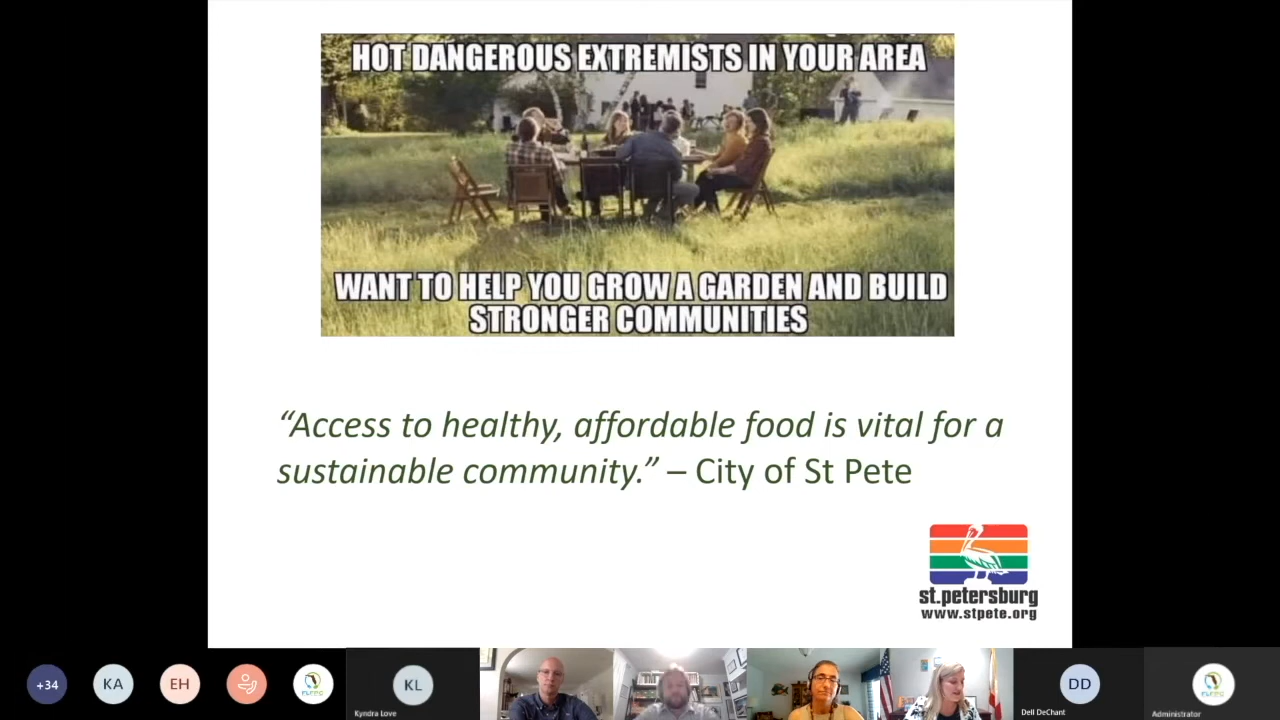 HOT DANGEROUS EXTREMISTS IN YOUR AREA
WANT TO HELP YOU GROW A GARDEN AND BUILD
STRONGER COMMUNITIES
“Access to healthy, affordable food is vital for a
sustainable community.” – City of St Pete
st.petersburg
www.stpete.org
+34
KA
EH
FLFPC
KL
Kyndra Love
DD
Dell DeChant
FLFPC
Administrator